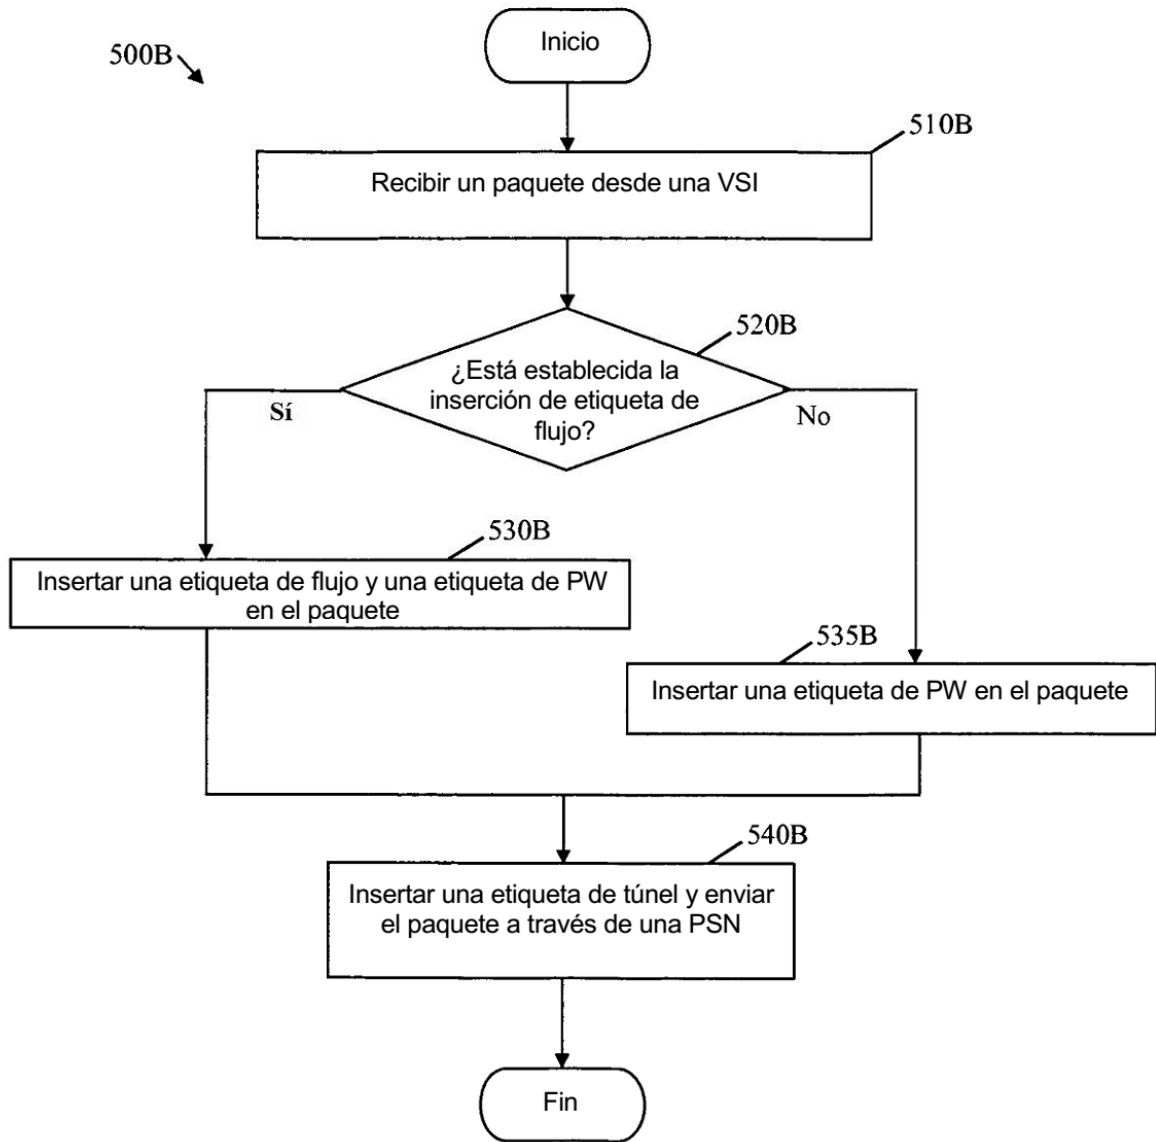 Inicio
500B
510B
Recibir un paquete desde una VSI
520B
¿Está establecida la
inserción de etiqueta de
flujo?
Sí
No
530B
Insertar una etiqueta de flujo y una etiqueta de PW
en el paquete
535B
Insertar una etiqueta de PW en el paquete
540B
Insertar una etiqueta de túnel y enviar
el paquete a través de una PSN
Fin